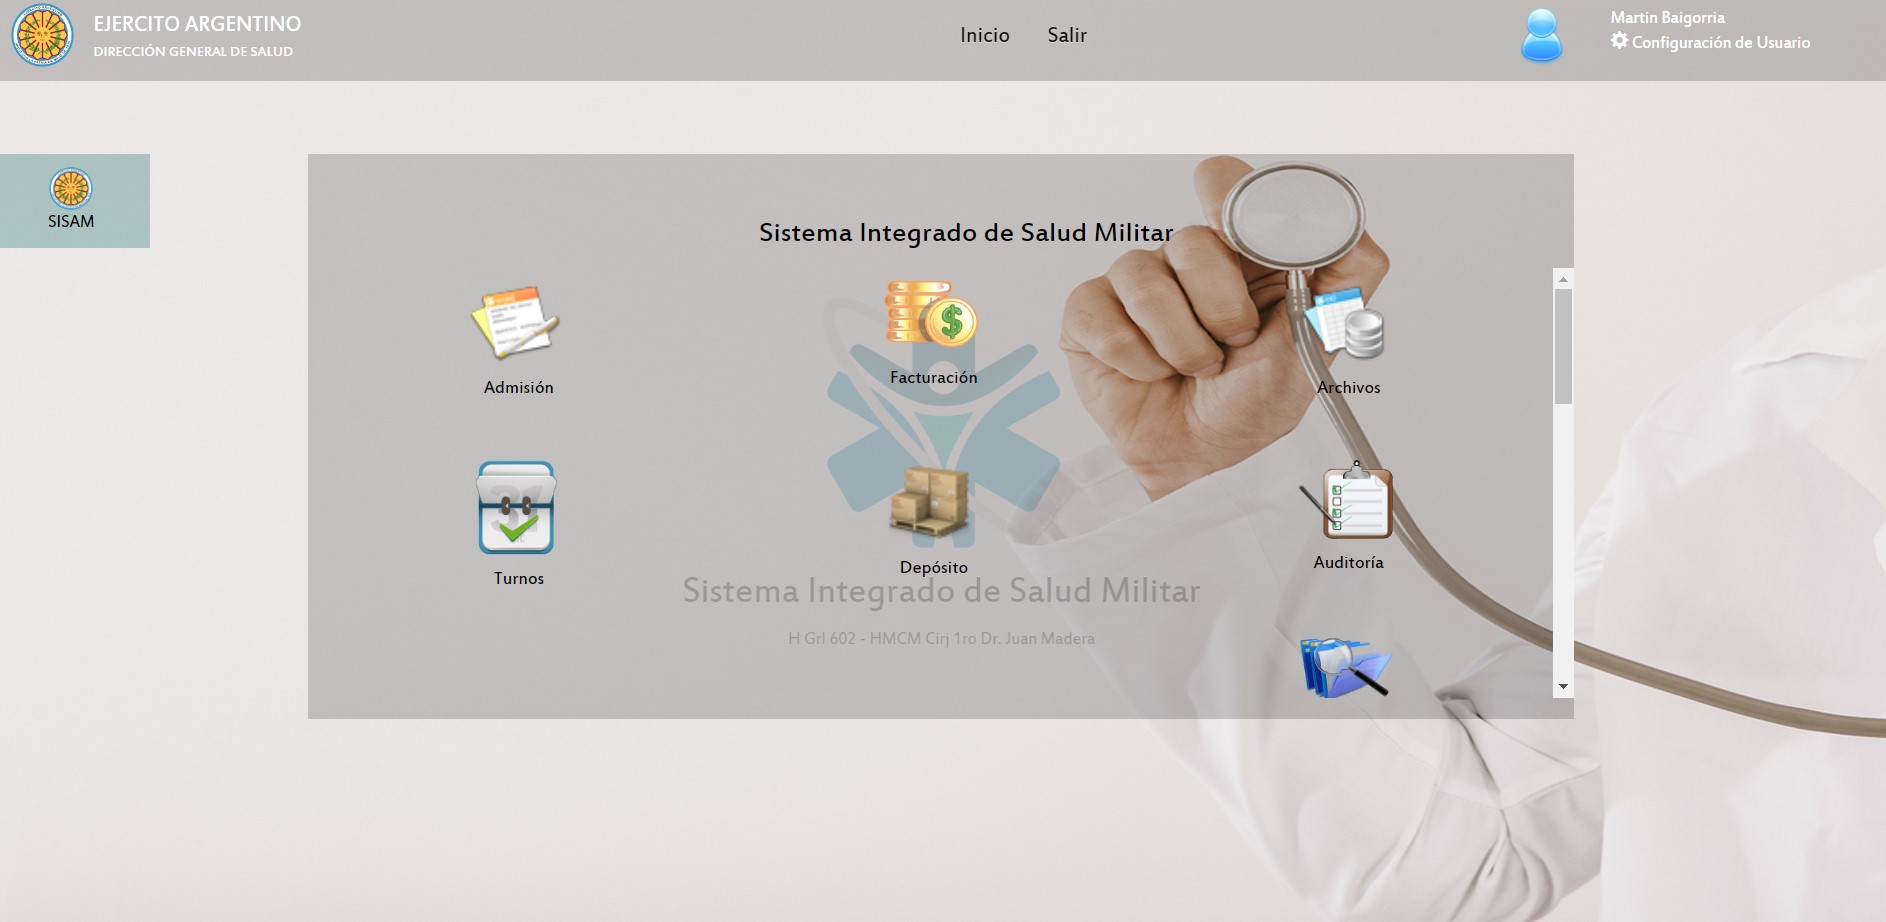 EJERCITO ARGENTINO
DIRECCIÓN GENERAL DE SALUD
Inicio
Salir
Martin Baigorria
Configuración de Usuario
SISAM
Sistema Integrado de Salud Militar
Admisión
Facturación
Archivos
Turnos
Depósito
Auditoría
Sistema Integrado de Salud Militar
H Grl 602 - HMCM Cirj 1ro Dr. Juan Madera